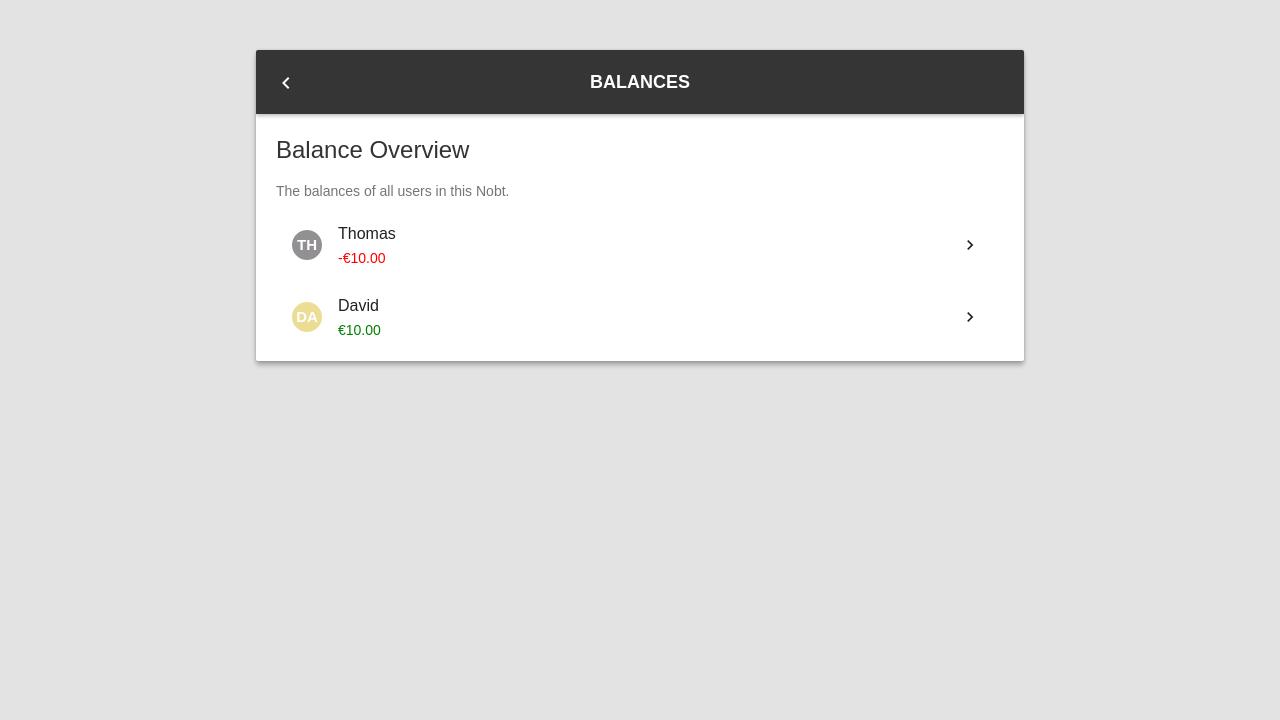 BALANCES
Balance Overview
The balances of all users in this Nobt.
TH
Thomas
-€10.00
DA
David
€10.00